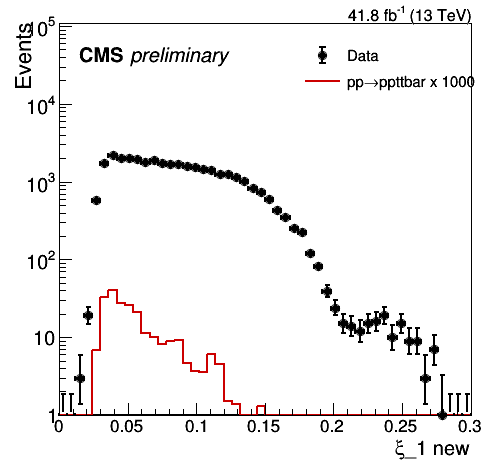 41.8 fb⁻¹ (13 TeV)
Events
CMS preliminary
Data
pp→ppttbar x 1000
10⁵
10⁴
10³
10²
10
1
0 0.05 0.1 0.15 0.2 0.25 0.3
ξ_1 new